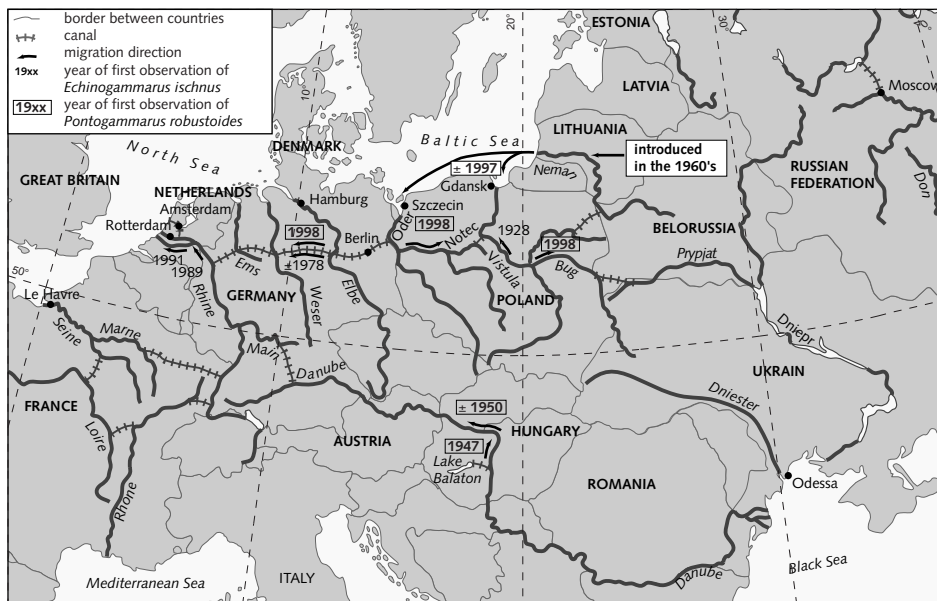 border between countries
canal
migration direction
19xx year of first observation of
Echinogammarus ischnus
19xx year of first observation of
Pontogammarus robustoides
10°
20°
30°
50°
ESTONIA
LATVIA
Moscow
Baltic Sea
LITHUANIA
North Sea
DENMARK
introduced
in the 1960's
± 1997
Neman
RUSSIAN
FEDERATION
Don
GREAT BRITAIN
NETHERLANDS
Amsterdam
Rotterdam
Hamburg
Gdansk
Szczecin
1998
Oder
Notec
1928
1998
BELORUSSIA
Prypjat
1998
Berlin
±1978
1991
1989
Ems
Rhine
GERMANY
Weser
Elbe
Vistula
Bug
POLAND
Le Havre
Seine
Marne
Main
Danube
Dniepr
UKRAIN
FRANCE
Loire
Rhone
Dniester
± 1950
AUSTRIA
HUNGARY
1947
Lake
Balaton
ROMANIA
Odessa
Danube
Black Sea
Mediterranean Sea
ITALY